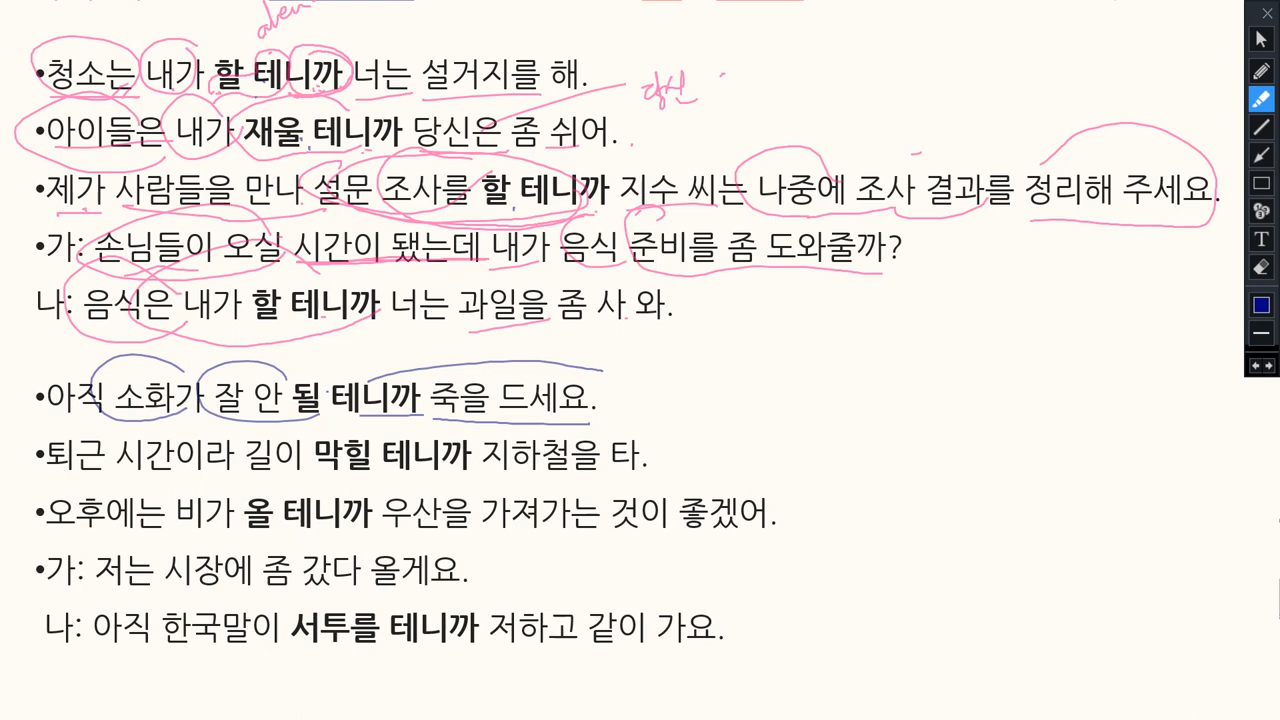 •청소는 내가 할 테니까 너는 설거지를 해.
당신
•아이들은 내가 재울 테니까 당신은 좀 쉬어.
•제가 사람들을 만나 설문 조사를 할 테니까 지수 씨는 나중에 조사 결과를 정리해 주세요.
•가: 손님들이 오실 시간이 됐는데 내가 음식 준비를 좀 도와줄까?
나: 음식은 내가 할 테니까 너는 과일을 좀 사 와.
•아직 소화가 잘 안 될 테니까 죽을 드세요.
•퇴근 시간이라 길이 막힐 테니까 지하철을 타.
•오후에는 비가 올 테니까 우산을 가져가는 것이 좋겠어.
•가: 저는 시장에 좀 갔다 올게요.
나: 아직 한국말이 서투를 테니까 저하고 같이 가요.